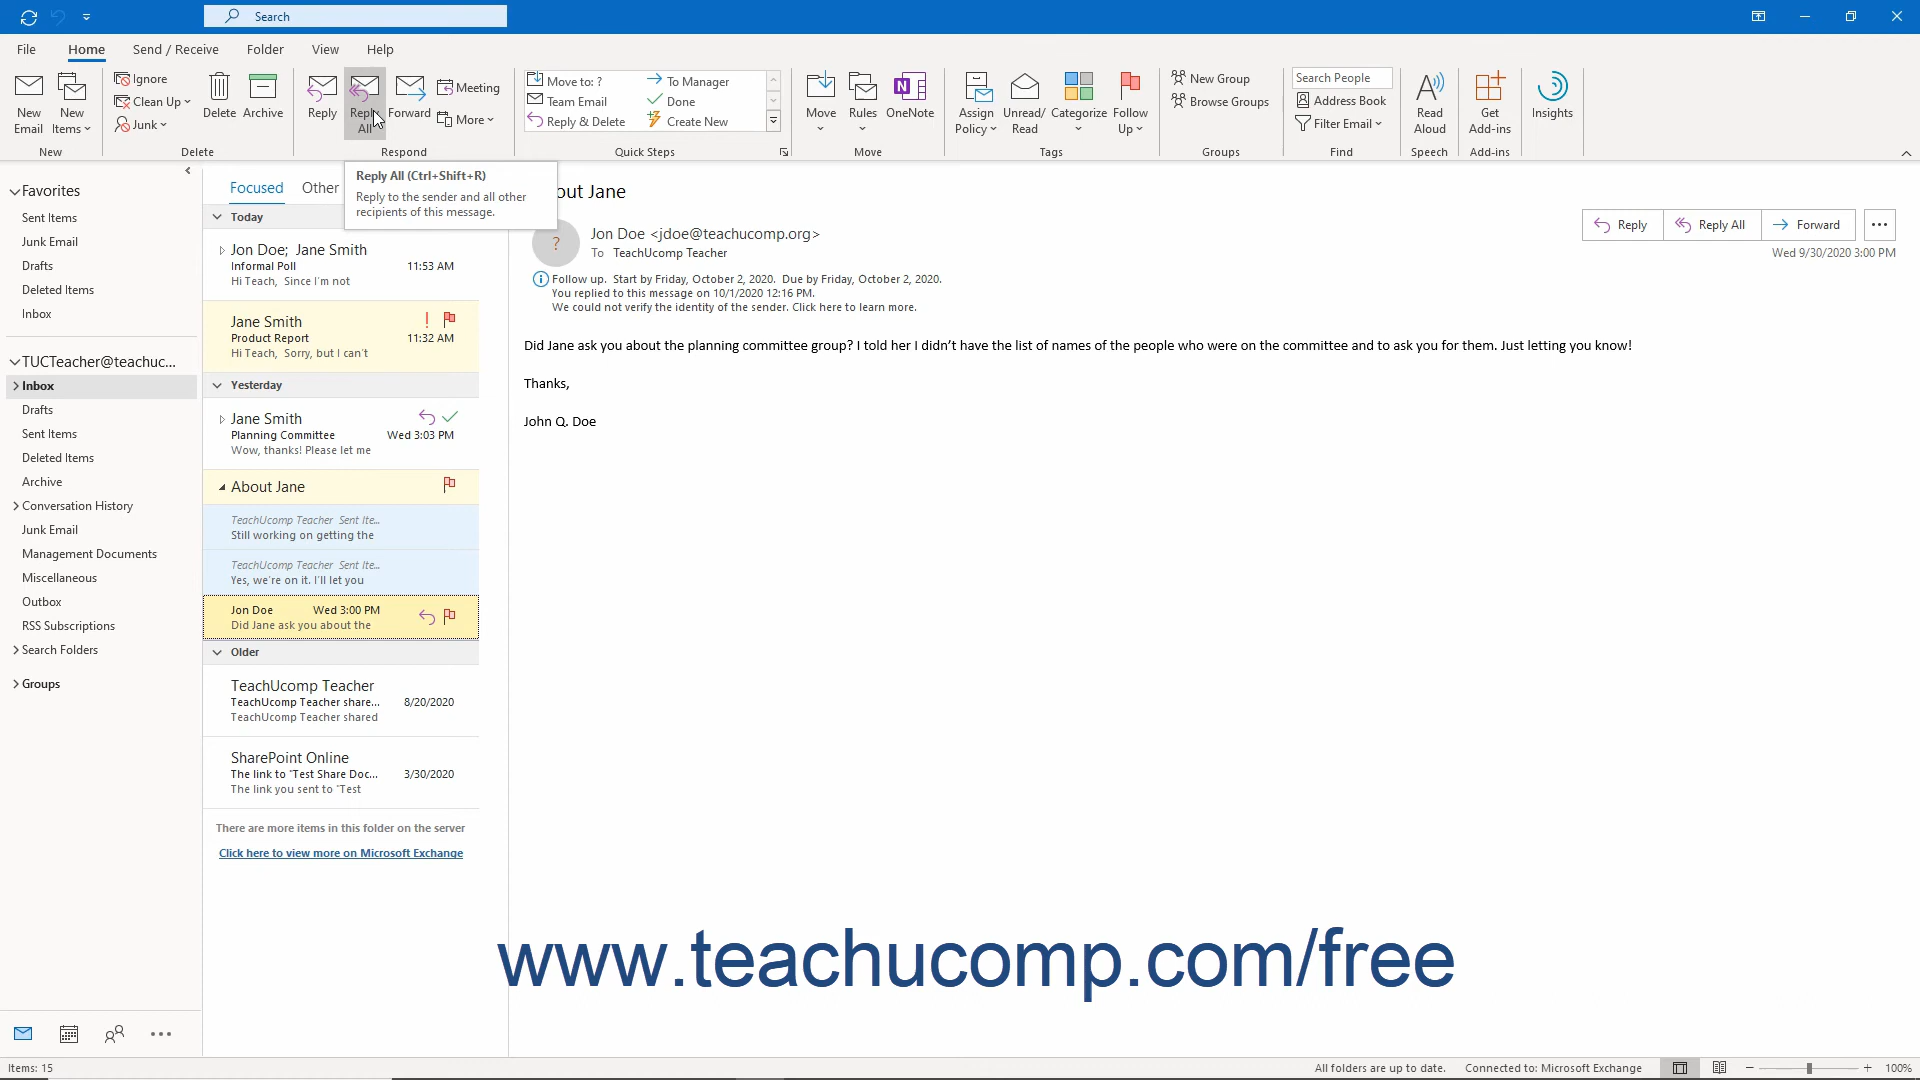 Search
File Home Send / Receive Folder View Help
New Email
New Items
New
Ignore
Clean Up
Junk
Delete
Archive
Delete
Reply
Reply All
Forward
Meeting
More
Respond
Move to: ?
Team Email
Reply & Delete
To Manager
Done
Create New
Quick Steps
Move
Rules
OneNote
Move
Assign Policy
Unread/ Read
Categorize
Follow Up
Tags
New Group
Browse Groups
Groups
Search People
Address Book
Filter Email
Find
Read Aloud
Speech
Get Add-ins
Add-ins
Insights
Reply All (Ctrl+Shift+R)
Reply to the sender and all other
recipients of this message.
Favorites
Sent Items
Junk Email
Drafts
Deleted Items
Inbox
TUCTeacher@teachuc...
Inbox
Drafts
Sent Items
Deleted Items
Archive
Conversation History
Junk Email
Management Documents
Miscellaneous
Outbox
RSS Subscriptions
Search Folders
Groups
Focused Other
Today
Jon Doe; Jane Smith
Informal Poll 11:53 AM
Hi Teach, Since I'm not
Jane Smith !
Product Report 11:32 AM
Hi Teach, Sorry, but I can't
Yesterday
Jane Smith
Planning Committee Wed 3:03 PM
Wow, thanks! Please let me
About Jane
TeachUcomp Teacher Sent Ite...
Still working on getting the
TeachUcomp Teacher Sent Ite...
Yes, we're on it. I'll let you
Jon Doe Wed 3:00 PM
Did Jane ask you about the
Older
TeachUcomp Teacher
TeachUcomp Teacher share... 8/20/2020
TeachUcomp Teacher shared
SharePoint Online
The link to 'Test Share Doc... 3/30/2020
The link you sent to 'Test
There are more items in this folder on the server
Click here to view more on Microsoft Exchange
out Jane
?
Jon Doe <jdoe@teachucomp.org>
To TeachUcomp Teacher
Reply Reply All Forward ...
Wed 9/30/2020 3:00 PM
Follow up. Start by Friday, October 2, 2020. Due by Friday, October 2, 2020.
You replied to this message on 10/1/2020 12:16 PM.
We could not verify the identity of the sender. Click here to learn more.
Did Jane ask you about the planning committee group? I told her I didn't have the list of names of the people who were on the committee and to ask you for them. Just letting you know!
Thanks,
John Q. Doe
www.teachucomp.com/free
Items: 15
All folders are up to date. Connected to: Microsoft Exchange
100%